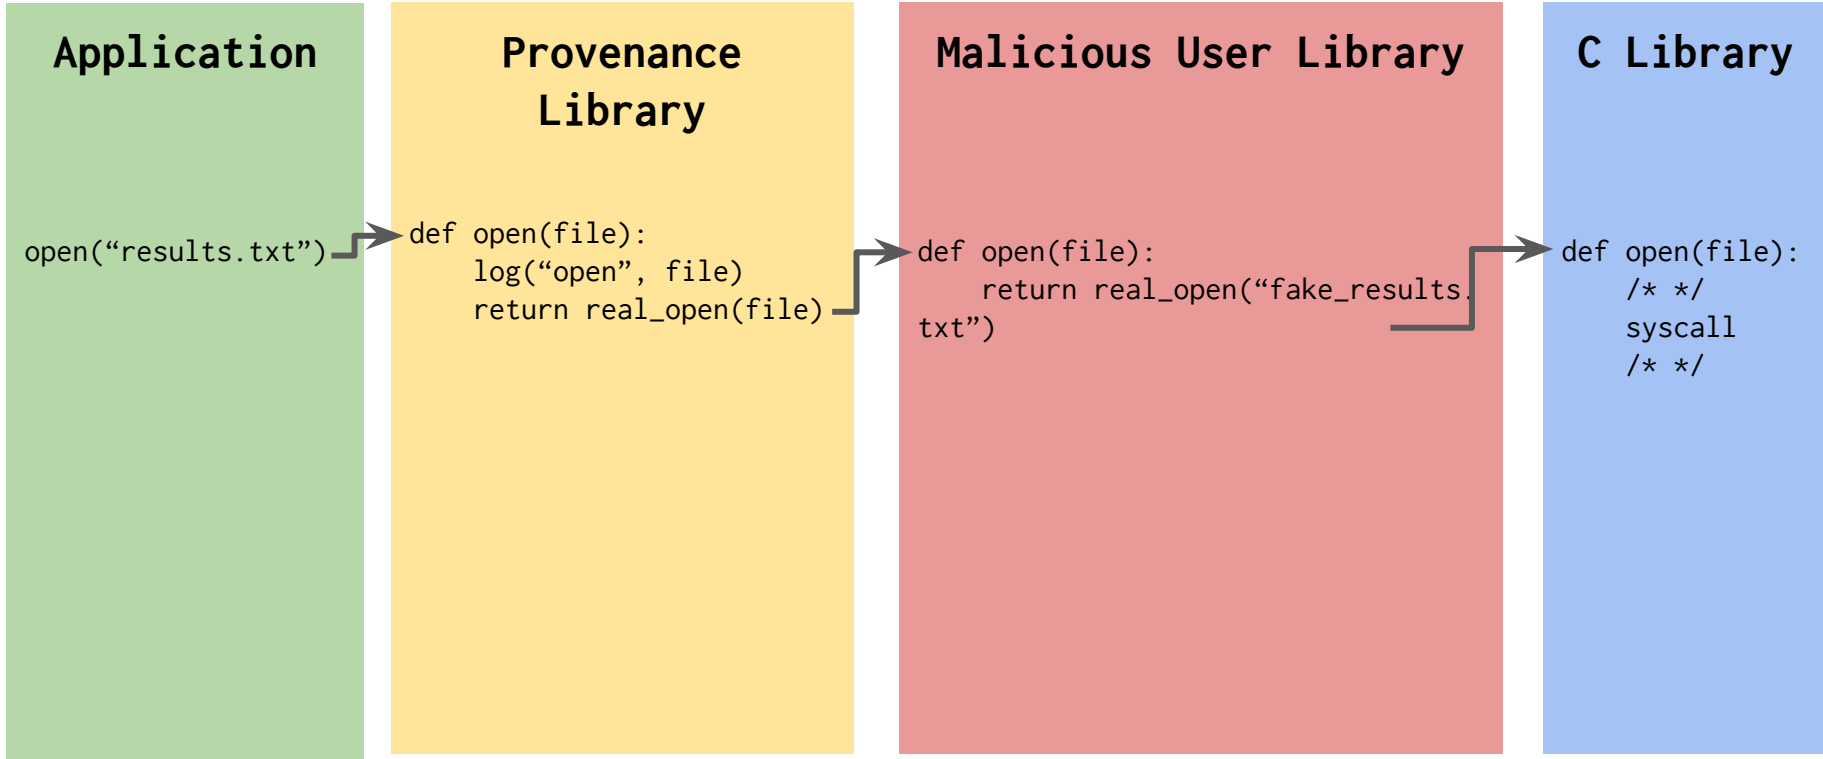 Application
open(“results.txt”)
Provenance
Library
def open(file):
    log(“open”, file)
    return real_open(file)
Malicious User Library
def open(file):
    return real_open(“fake_results.
txt”)
C Library
def open(file):
    /* */
    syscall
    /* */